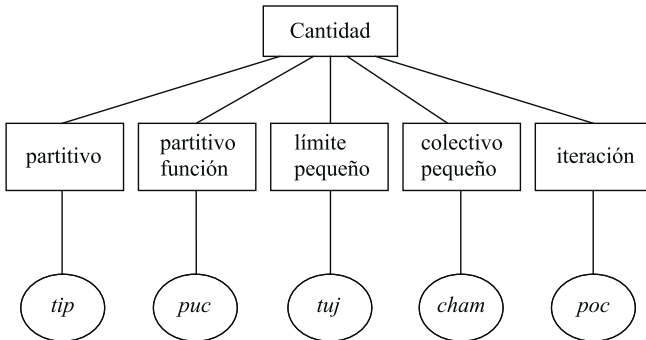 Cantidad
partitivo
partitivo
función
límite
pequeño
colectivo
pequeño
iteración
tip
puc
tuj
cham
poc